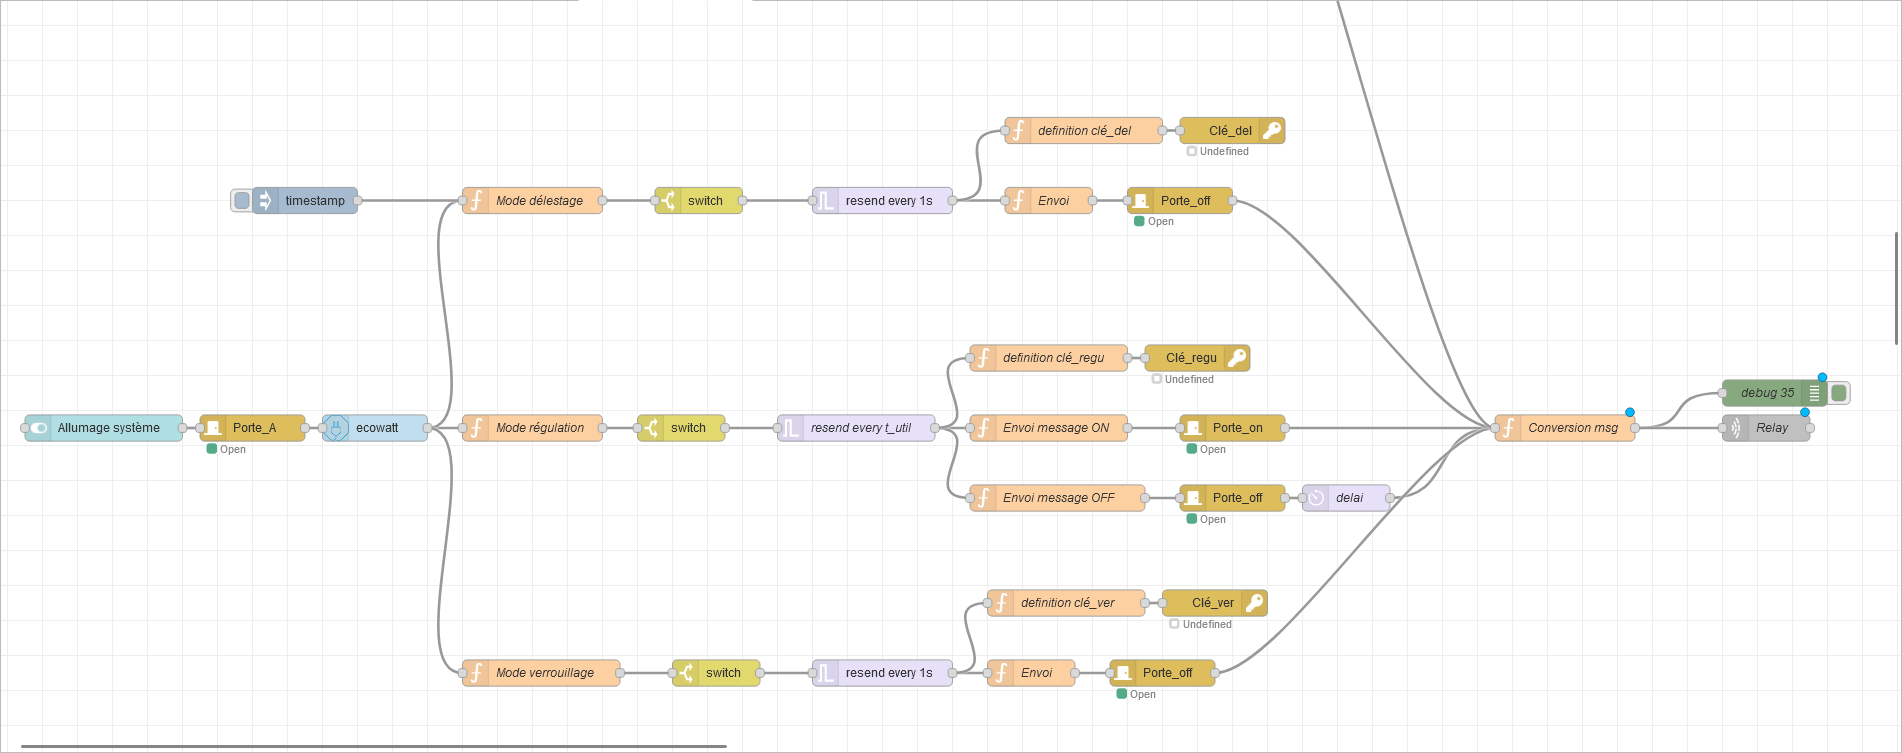 definition clé_del
Clé_del
Undefined
timestamp
Mode délestage
switch
resend every 1s
Envoi
Porte_off
Open
definition clé_regu
Clé_regu
Undefined
debug 35
Allumage système
Porte_A
Open
ecowatt
Mode régulation
switch
resend every t_util
Envoi message ON
Porte_on
Open
Conversion msg
Relay
Envoi message OFF
Porte_off
Open
delai
definition clé_ver
Clé_ver
Undefined
Mode verrouillage
switch
resend every 1s
Envoi
Porte_off
Open